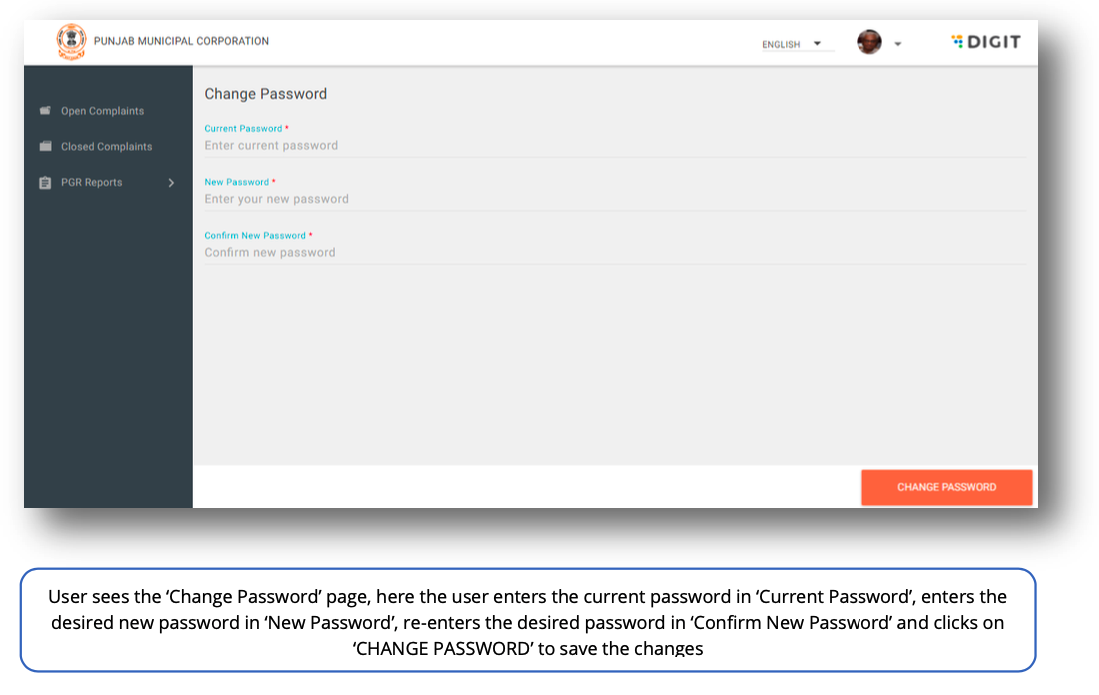 PUNJAB MUNICIPAL CORPORATION
ENGLISH
DIGIT
Open Complaints
Closed Complaints
PGR Reports
Change Password
Current Password *
Enter current password
New Password *
Enter your new password
Confirm New Password *
Confirm new password
CHANGE PASSWORD
User sees the ‘Change Password’ page, here the user enters the current password in ‘Current Password’, enters the
desired new password in ‘New Password’, re-enters the desired password in ‘Confirm New Password’ and clicks on
‘CHANGE PASSWORD’ to save the changes